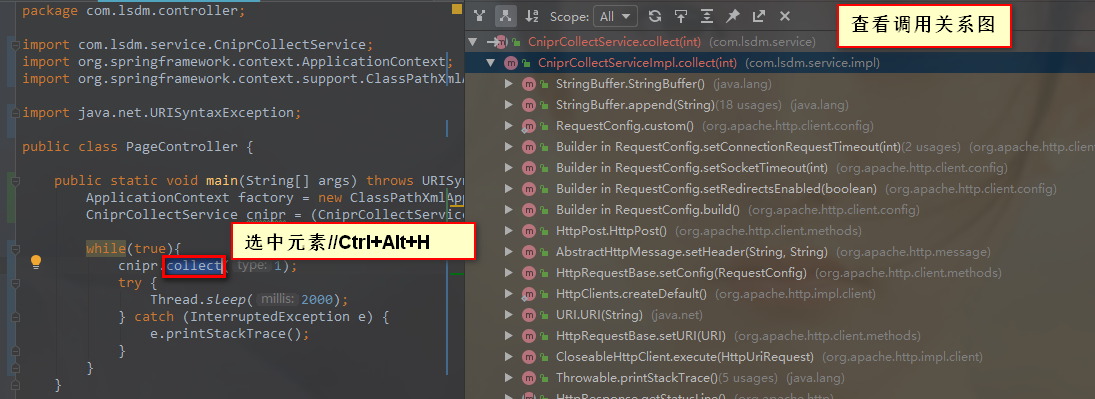 package com.lsdm.controller;
import com.lsdm.service.CniprCollectService;
import org.springframework.context.ApplicationContext;
import org.springframework.context.support.ClassPathXml
import java.net.URISyntaxException;
public class PageController {
public static void main(String[] args) throws URISyn
ApplicationContext factory = new ClassPathXmlApp
CniprCollectService cnipr = (CniprCollectService
选中元素//Ctrl+Alt+H
while(true){
cnipr.collect( type: 1);
try {
Thread.sleep( millis: 2000);
} catch (InterruptedException e) {
e.printStackTrace();
}
}
}
Scope: All
查看调用关系图
CniprCollectService.collect(int) (com.lsdm.service)
CniprCollectServiceImpl.collect(int) (com.lsdm.service.impl)
StringBuffer.StringBuffer() (java.lang)
StringBuffer.append(String)(18 usages) (java.lang)
RequestConfig.custom() (org.apache.http.client.config)
Builder in RequestConfig.setConnectionRequestTimeout(int)(2 usages) (org.apache.http.clien
Builder in RequestConfig.setSocketTimeout(int) (org.apache.http.client.config)
Builder in RequestConfig.setRedirectsEnabled(boolean) (org.apache.http.client.config)
Builder in RequestConfig.build() (org.apache.http.client.config)
HttpPost.HttpPost() (org.apache.http.client.methods)
AbstractHttpMessage.setHeader(String, String) (org.apache.http.message)
HttpRequestBase.setConfig(RequestConfig) (org.apache.http.client.methods)
HttpClients.createDefault() (org.apache.http.impl.client)
URI.URI(String) (java.net)
HttpRequestBase.setURI(URI) (org.apache.http.client.methods)
CloseableHttpClient.execute(HttpUriRequest) (org.apache.http.impl.client)
Throwable.printStackTrace()(5 usages) (java.lang)
HttpResponse.getStatusLine() (org.apache.http)